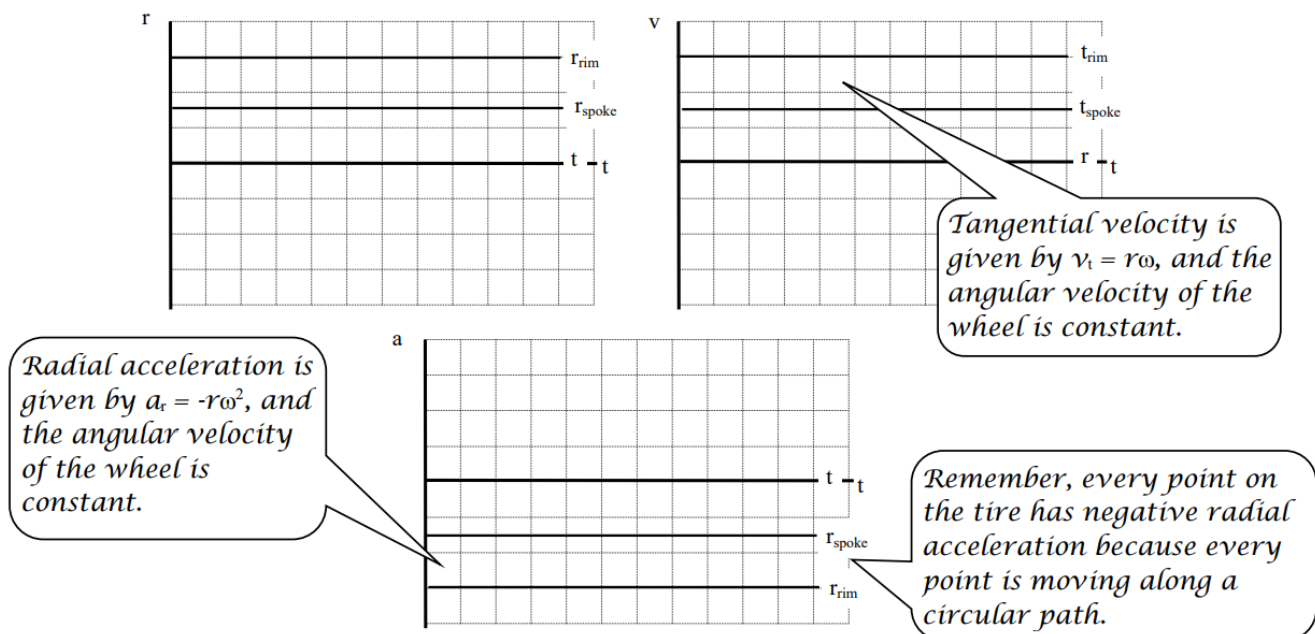 r
r_rim
r_spoke
t
t
v
t_rim
t_spoke
r
t
Tangential velocity is
given by vₜ = rω, and the
angular velocity of the
wheel is constant.
a
Radial acceleration is
given by aᵣ = -rω², and
the angular velocity
of the wheel is
constant.
t
t
r_spoke
r_rim
Remember, every point on
the tire has negative radial
acceleration because every
point is moving along a
circular path.